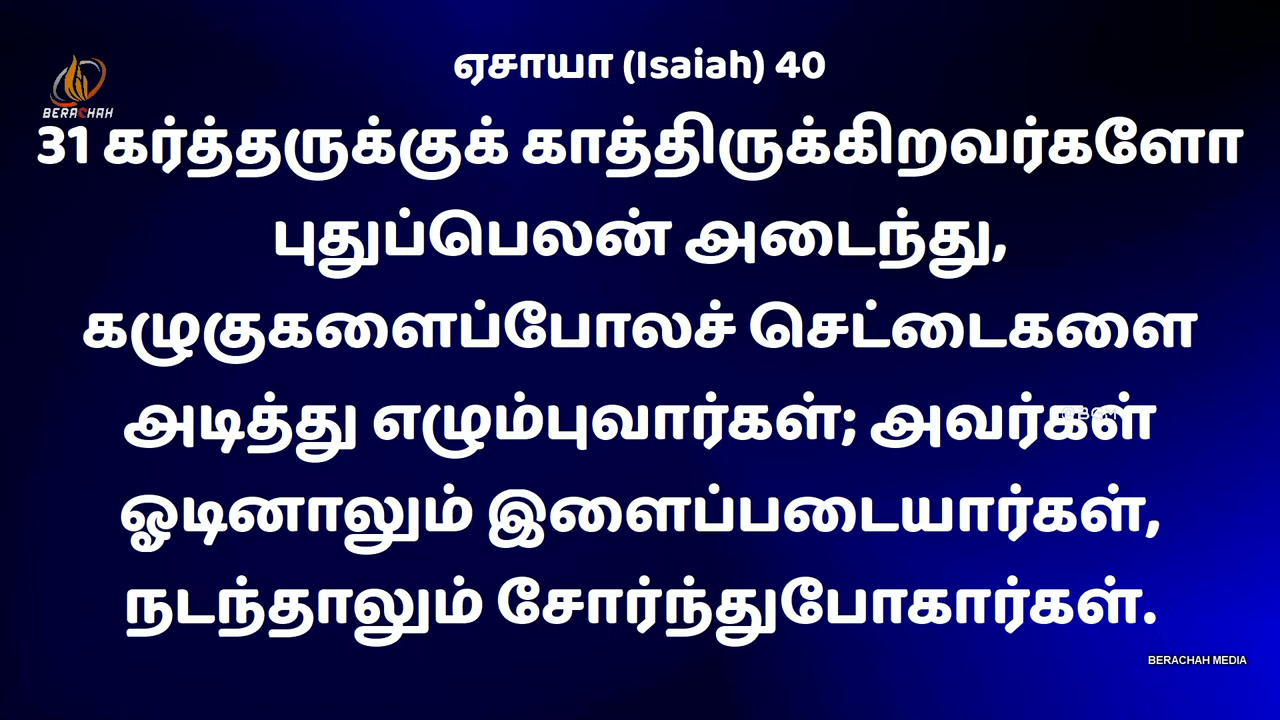 ஏசாயா (Isaiah) 40
BERACHAH
31 கர்த்தருக்குக் காத்திருக்கிறவர்களோ
புதுப்பெலன் அடைந்து,
கழுகுகளைப்போலச் செட்டைகளை
அடித்து எழும்புவார்கள்; அவர்கள்
ஓடினாலும் இளைப்படையார்கள்,
நடந்தாலும் சோர்ந்துபோகார்கள்.
BERACHAH MEDIA